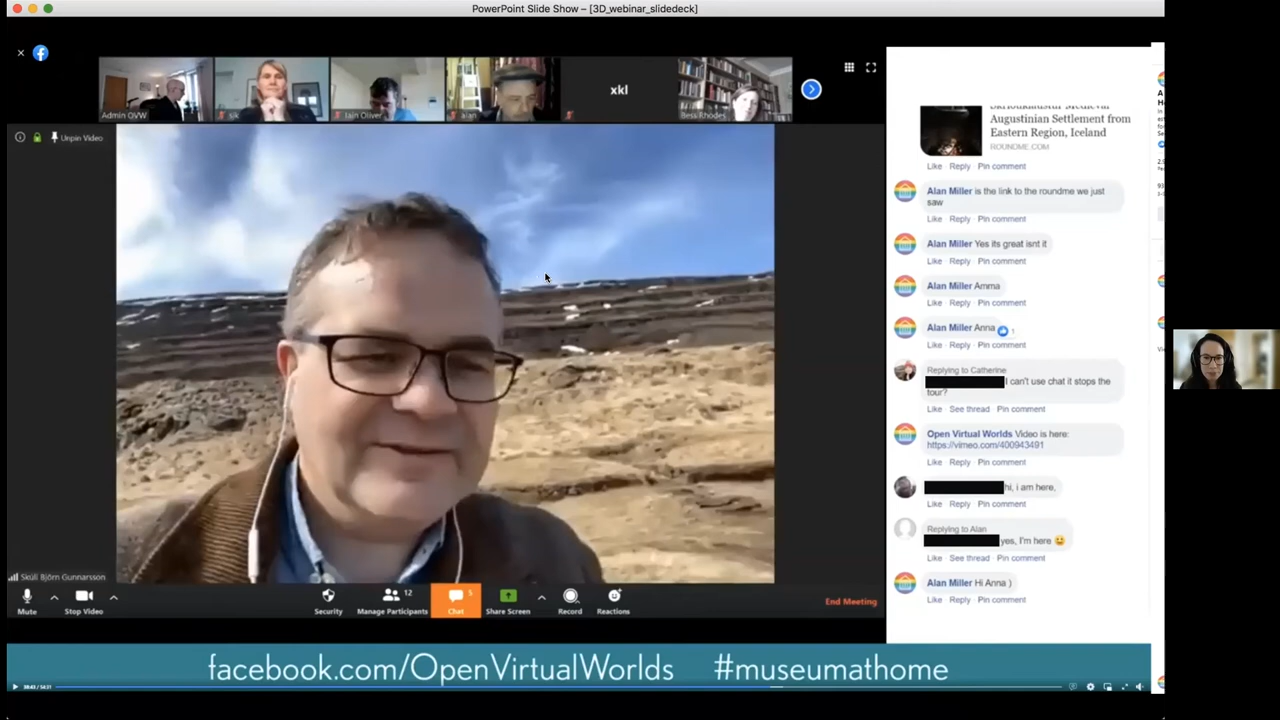 PowerPoint Slide Show – [3D_webinar_slidedeck]
Admin OVW
sik
Iain Oliver
alan
xkl
Bess Rhodes
Unpin Video
Augustinian Settlement from
Eastern Region, Iceland
ROUNDME.COM
Like · Reply · Pin comment
Alan Miller is the link to the roundme we just
saw
Like · Reply · Pin comment
Alan Miller Yes its great isnt it
Like · Reply · Pin comment
Alan Miller Amma
Like · Reply · Pin comment
Alan Miller Anna
1
Like · Reply · Pin comment
Replying to Catherine
I can't use chat it stops the
tour?
Like · See thread · Pin comment
Open Virtual Worlds Video is here:
https://vimeo.com/400943491
Like · Reply · Pin comment
hi, i am here,
Like · Reply · Pin comment
Replying to Alan
yes, I'm here
Like · See thread · Pin comment
Alan Miller Hi Anna )
Like · Reply · Pin comment
Skúli Björn Gunnarsson
Mute
Stop Video
Security
12
Manage Participants
5
Chat
Share Screen
Record
Reactions
End Meeting
facebook.com/OpenVirtualWorlds #museumathome